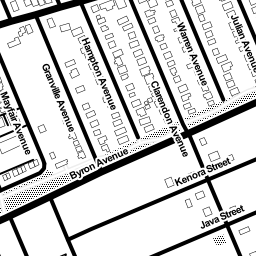 Julian Avenue
Warren Avenue
Hampton Avenue
Granville Avenue
Mayfair Avenue
Clarendon Avenue
Byron Avenue
Kenora Street
Java Street